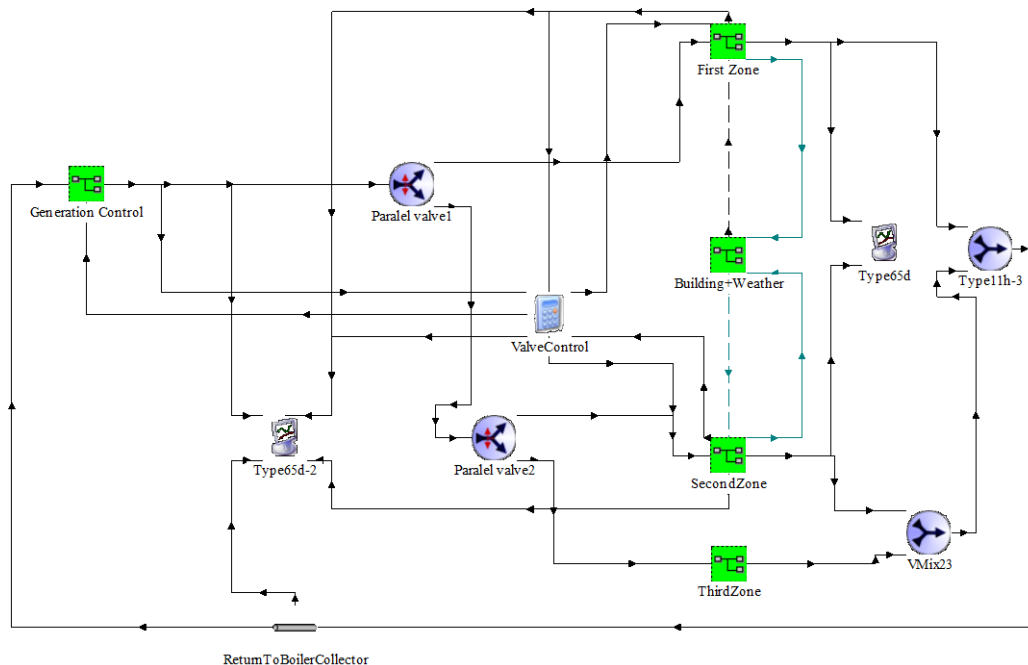 First Zone
Generation Control
Paralel valve1
Building+Weather
Type65d
Type11h-3
ValveControl
Type65d-2
Paralel valve2
SecondZone
VMix23
ThirdZone
ReturnToBoilerCollector